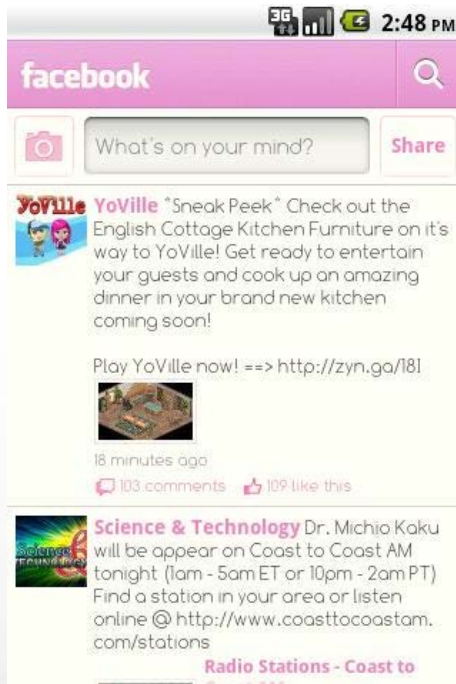 3G 2:48 PM
facebook
What's on your mind? Share
YoVille
YoVille *Sneak Peek* Check out the
English Cottage Kitchen Furniture on it's
way to YoVille! Get ready to entertain
your guests and cook up an amazing
dinner in your brand new kitchen
coming soon!
Play YoVille now! ==> http://zyn.ga/18I
18 minutes ago
103 comments 109 like this
Science &
TECHNOLOGY
Science & Technology Dr. Michio Kaku
will be appear on Coast to Coast AM
tonight (1am - 5am ET or 10pm - 2am PT)
Find a station in your area or listen
online @ http://www.coasttocoastam.
com/stations
Radio Stations - Coast to